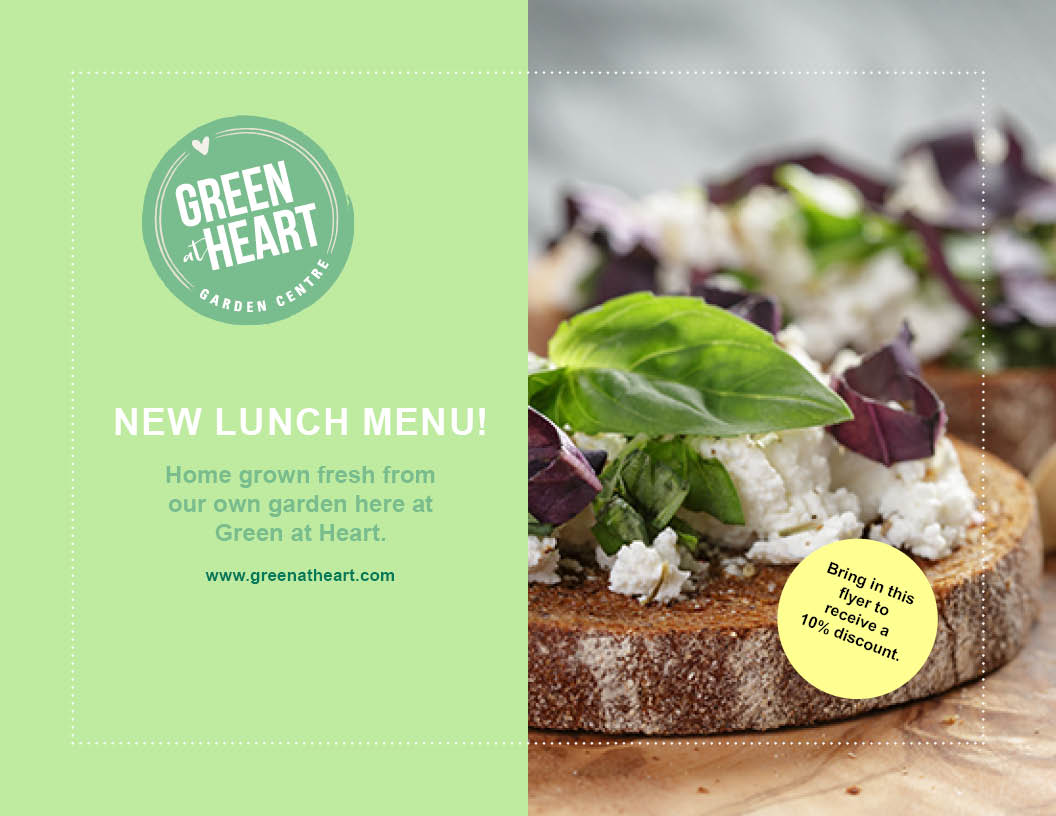 GREEN
at HEART
GARDEN CENTRE
NEW LUNCH MENU!
Home grown fresh from
our own garden here at
Green at Heart.
www.greenatheart.com
Bring in this
flyer to
receive a
10% discount.